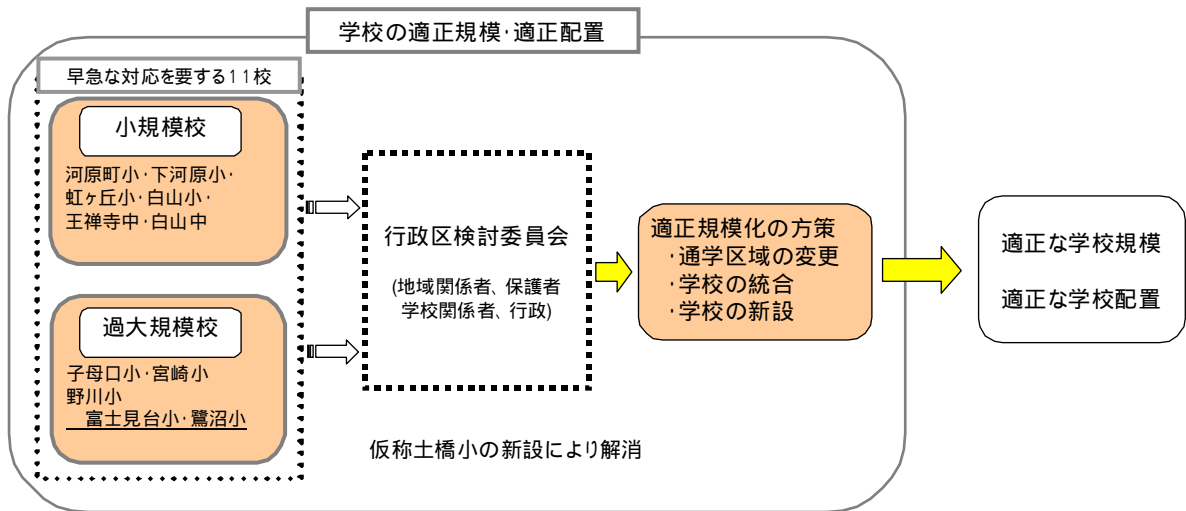 学校の適正規模・適正配置
早急な対応を要する11校
小規模校
河原町小・下河原小・
虹ヶ丘小・白山小・
王禅寺中・白山中
過大規模校
子母口小・宮崎小
野川小
富士見台小・鷺沼小
行政区検討委員会
(地域関係者、保護者
学校関係者、行政)
仮称土橋小の新設により解消
適正規模化の方策
・通学区域の変更
・学校の統合
・学校の新設
適正な学校規模
適正な学校配置